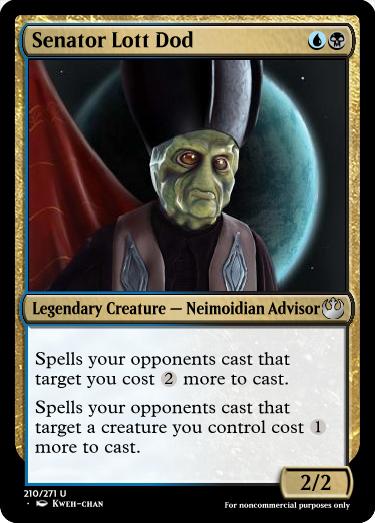 Senator Lott Dod
Legendary Creature — Neimoidian Advisor
Spells your opponents cast that
target you cost 2 more to cast.
Spells your opponents cast that
target a creature you control cost 1
more to cast.
2/2
210/271 U
· Kweh-chan
For noncommercial purposes only